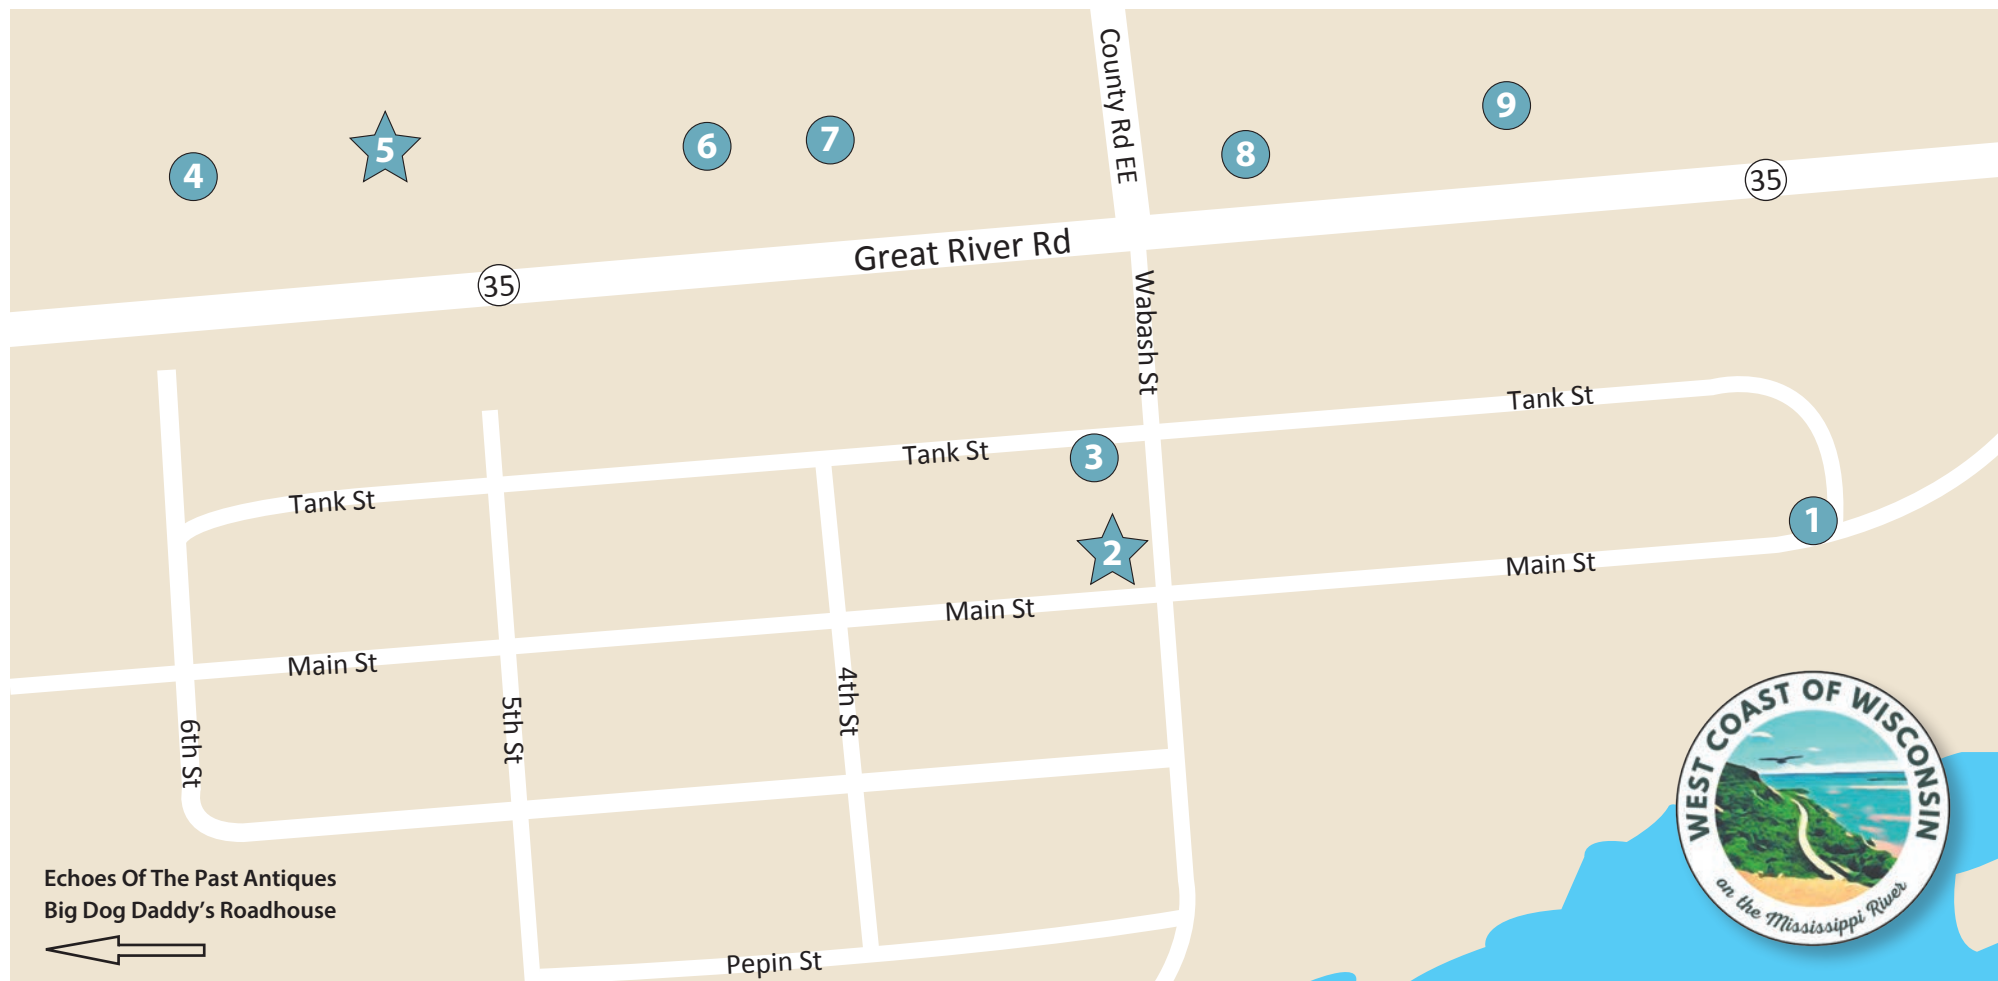 County Rd EE
9
7
6
5
8
4
35
Great River Rd
35
Wabash St
Tank St
Tank St
3
Tank St
1
2
Main St
Main St
Main St
4th St
5th St
6th St
WEST COAST OF WISCONSIN
on the Mississippi River
Echoes Of The Past Antiques
Big Dog Daddy’s Roadhouse
Pepin St